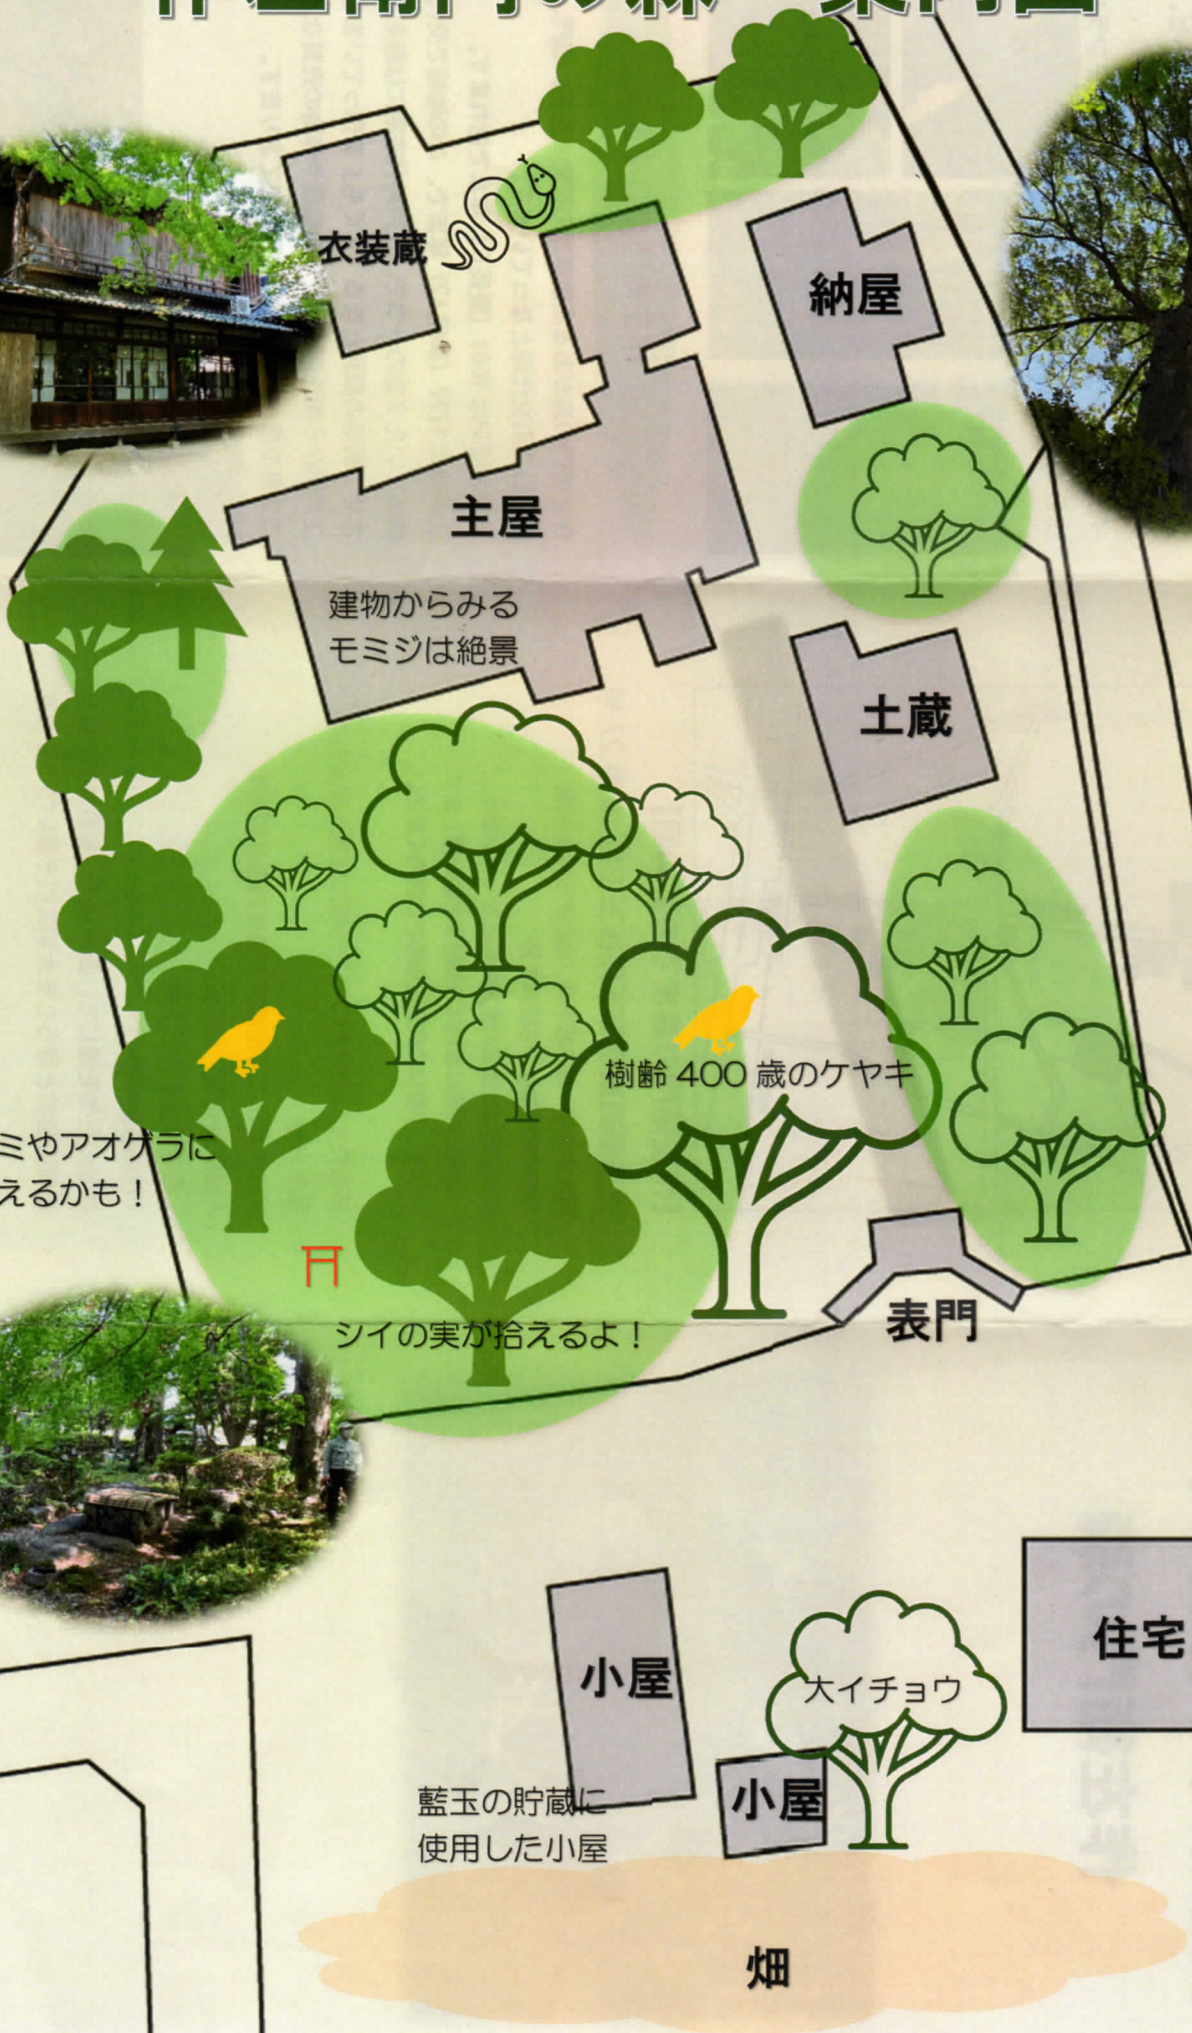 衣装蔵
納屋
主屋
建物からみる
モミジは絶景
土蔵
樹齢400歳のケヤキ
ミやアオゲラに
えるかも！
シイの実が拾えるよ！
表門
小屋
大イチョウ
住宅
小屋
藍玉の貯蔵に
使用した小屋
畑